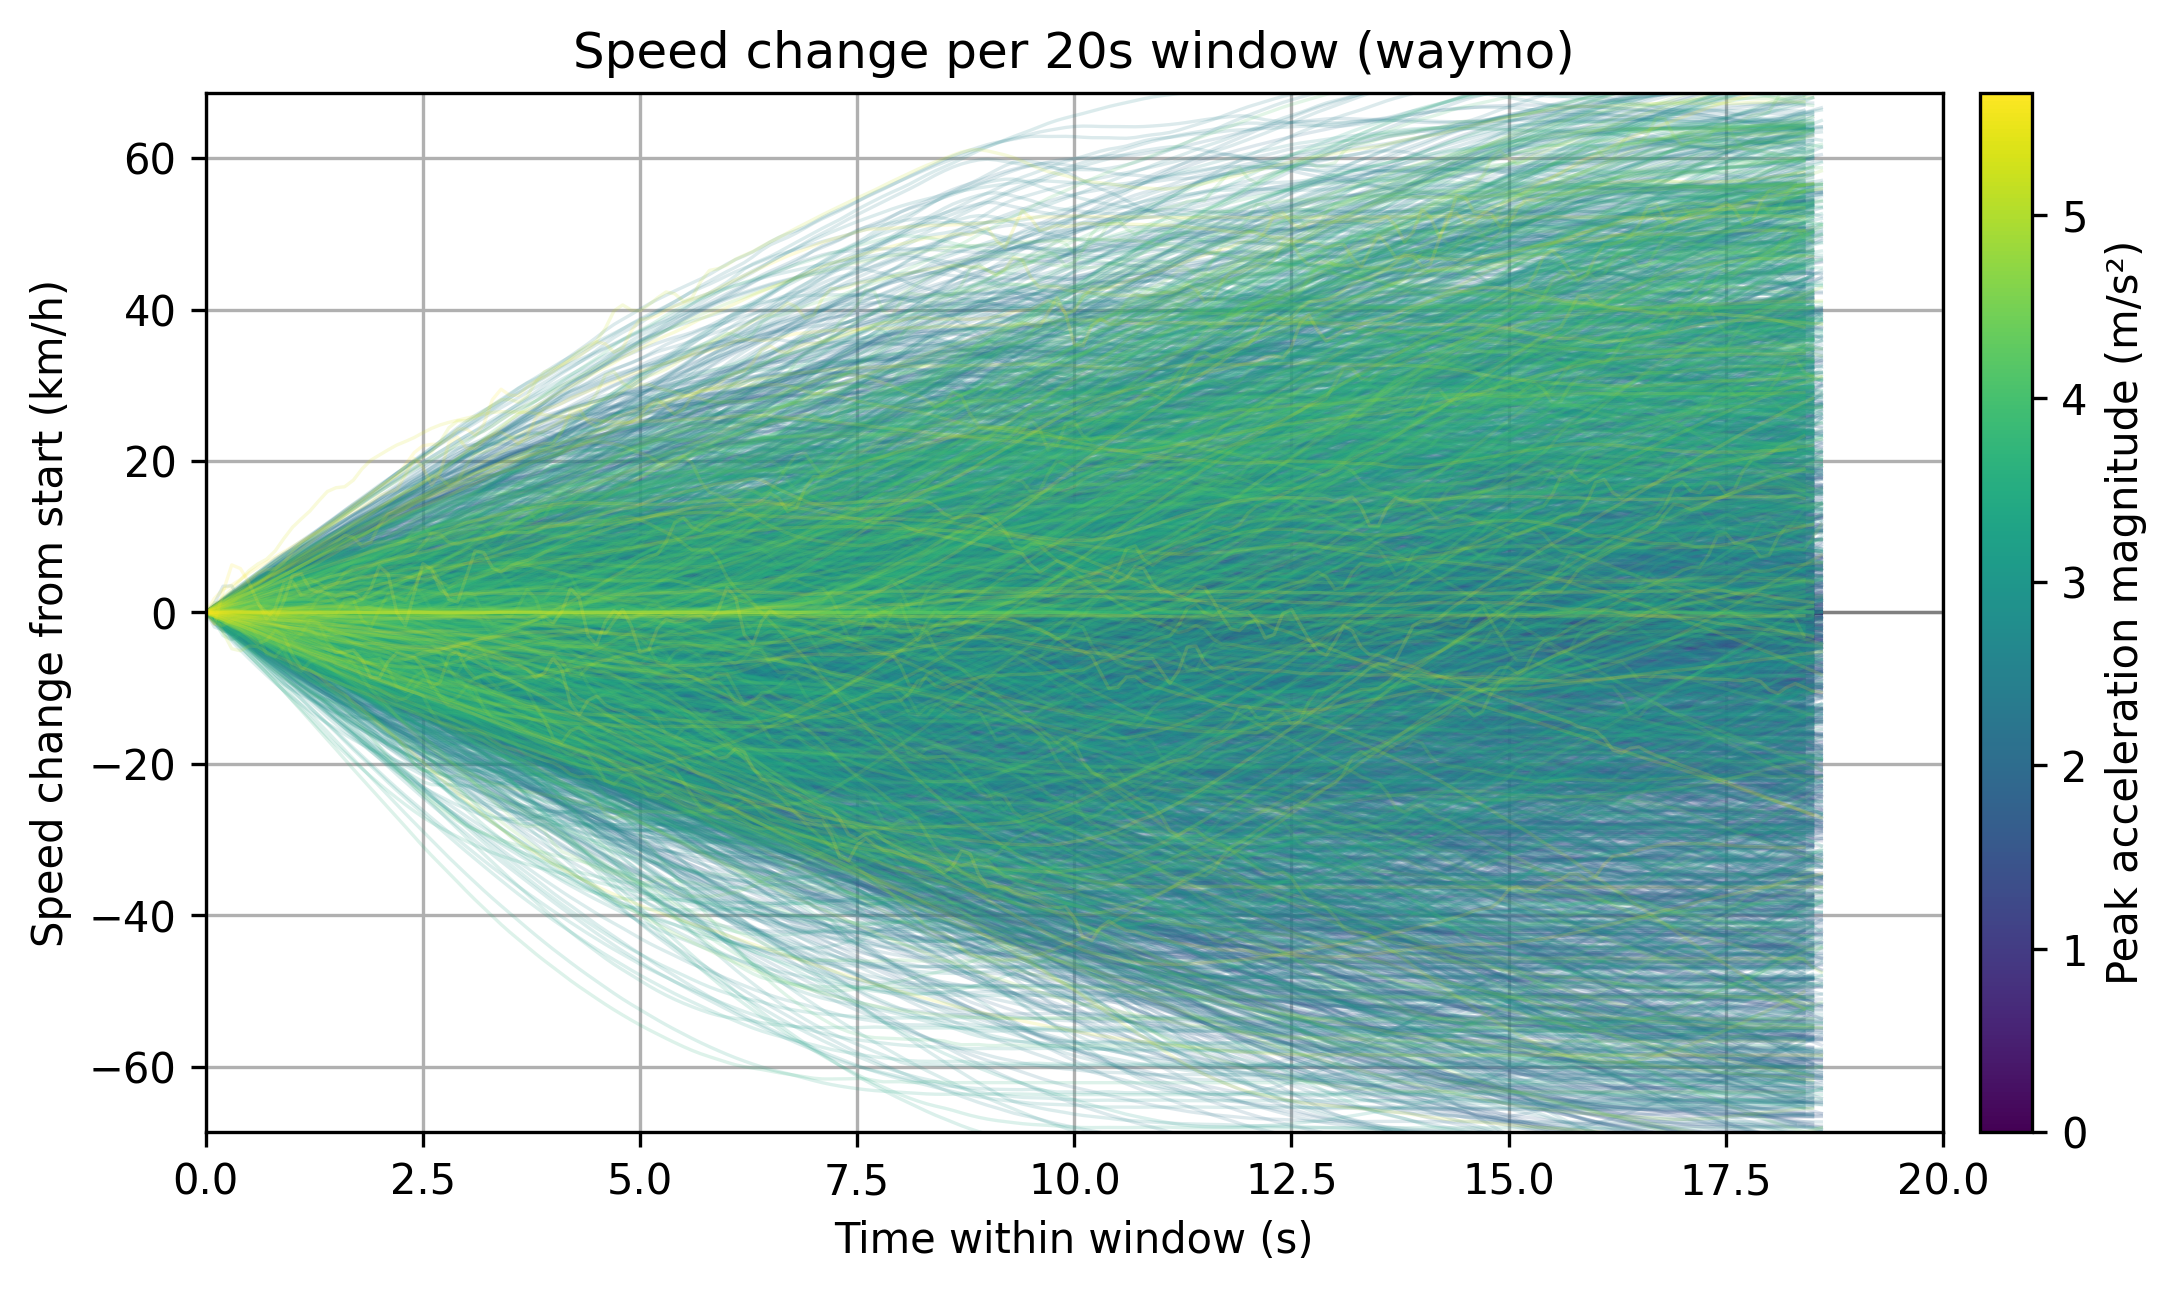 Speed change per 20s window (waymo)
Speed change from start (km/h)
60
40
20
0
−20
−40
−60
0.0 2.5 5.0 7.5 10.0 12.5 15.0 17.5 20.0
Time within window (s)
5
4
3
2
1
0
Peak acceleration magnitude (m/s²)